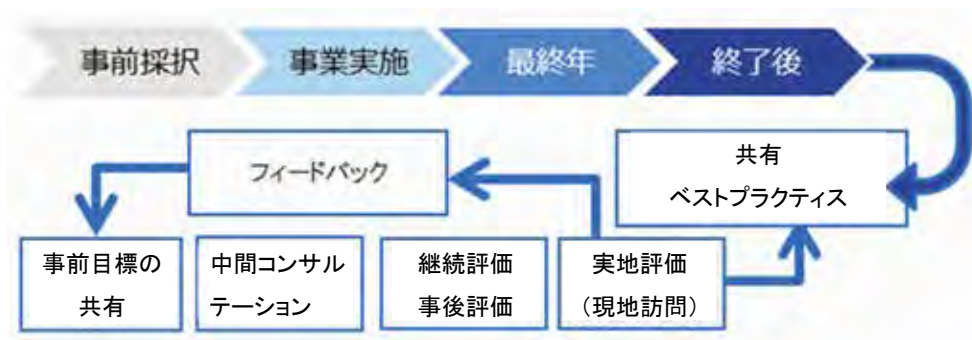 事前採択
事業実施
最終年
終了後
フィードバック
共有
ベストプラクティス
事前目標の
共有
中間コンサル
テーション
継続評価
事後評価
実地評価
（現地訪問）